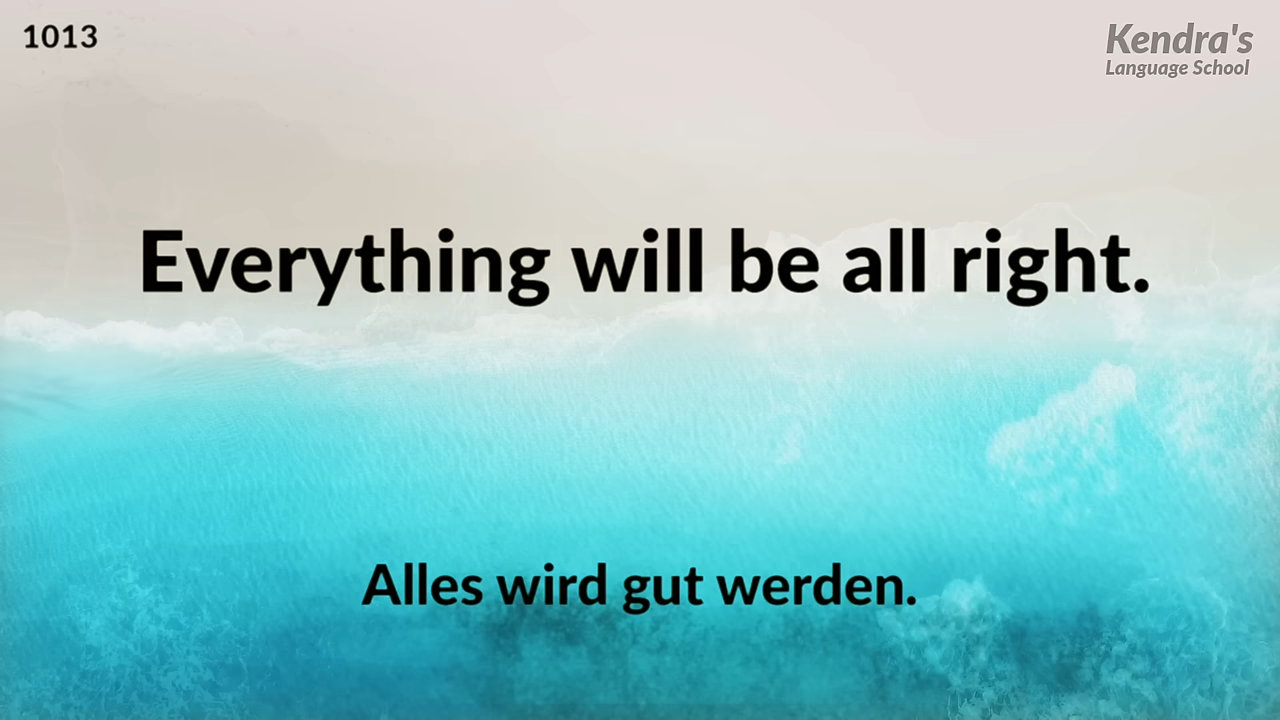 1013
Kendra's
Language School
Everything will be all right.
Alles wird gut werden.